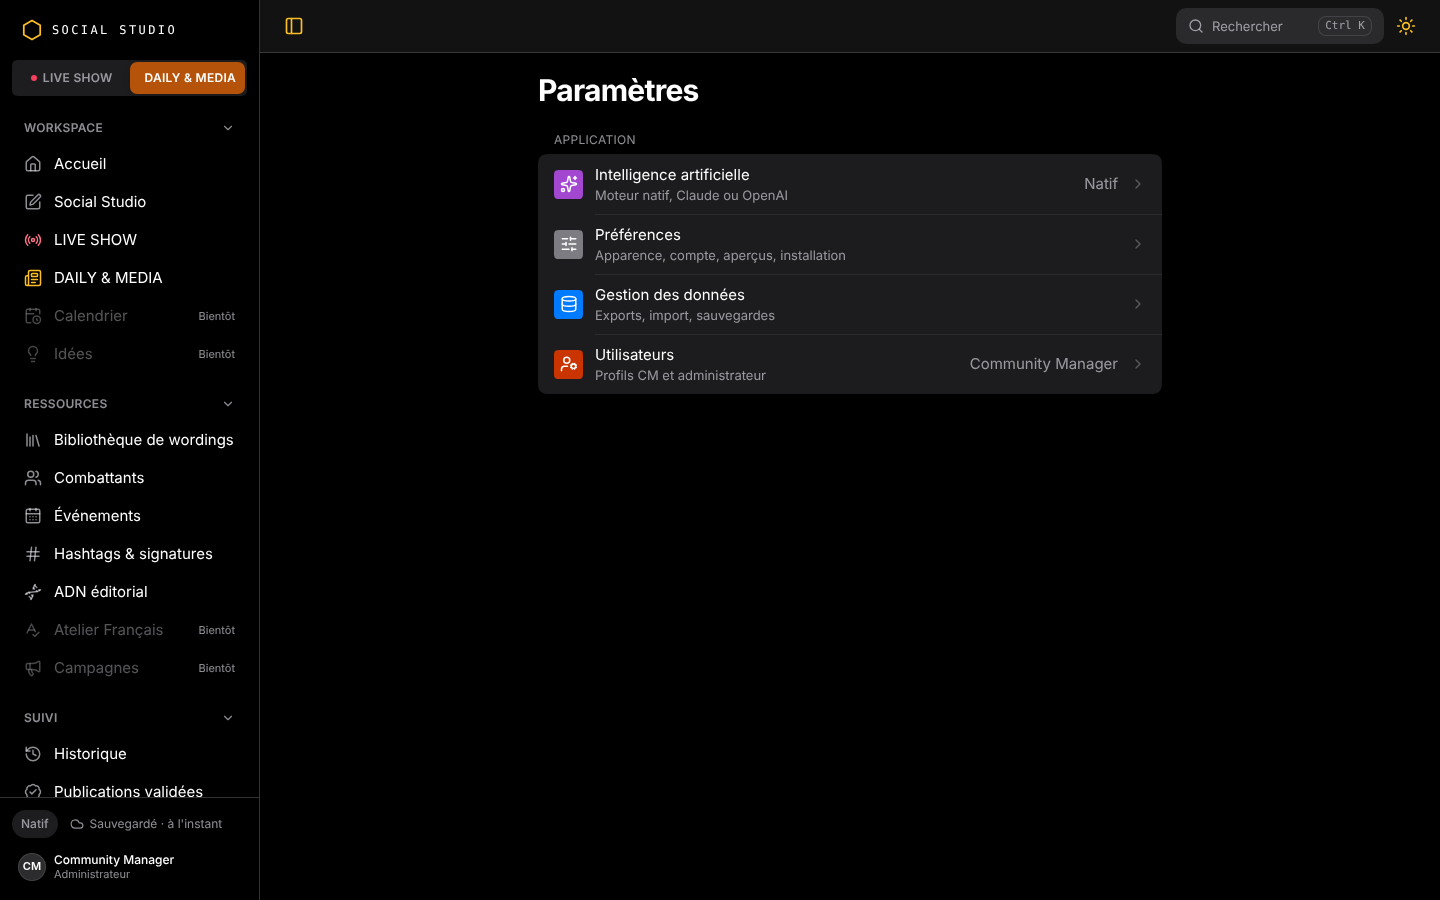 SOCIAL STUDIO
LIVE SHOW
DAILY & MEDIA
WORKSPACE
Accueil
Social Studio
LIVE SHOW
DAILY & MEDIA
Calendrier Bientôt
Idées Bientôt
RESSOURCES
Bibliothèque de wordings
Combattants
Événements
Hashtags & signatures
ADN éditorial
Atelier Français Bientôt
Campagnes Bientôt
SUIVI
Historique
Publications validées
Natif
Sauvegardé · à l'instant
CM
Community Manager
Administrateur
Rechercher Ctrl K
Paramètres
APPLICATION
Intelligence artificielle
Moteur natif, Claude ou OpenAI
Natif
Préférences
Apparence, compte, aperçus, installation
Gestion des données
Exports, import, sauvegardes
Utilisateurs
Profils CM et administrateur
Community Manager